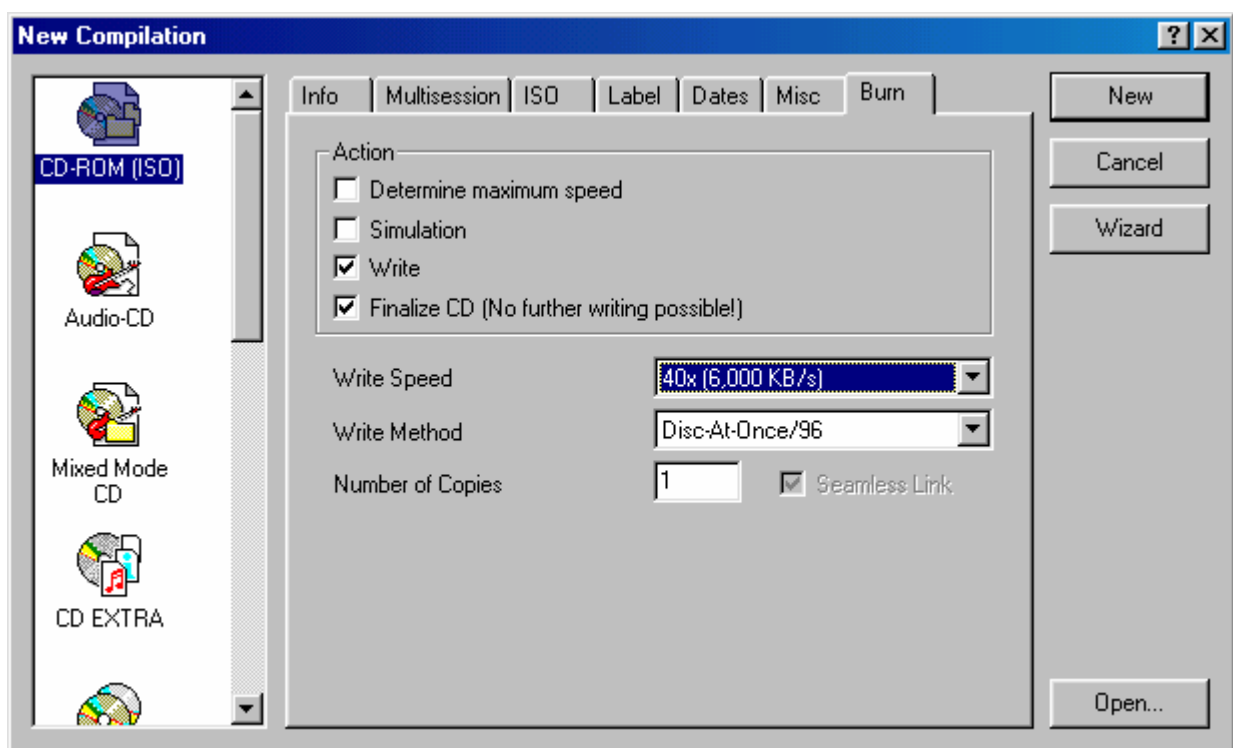 New Compilation
CD-ROM (ISO)
Audio-CD
Mixed Mode
CD
CD EXTRA
Info Multisession ISO Label Dates Misc Burn
Action
Determine maximum speed
Simulation
Write
Finalize CD (No further writing possible!)
Write Speed 40x (6,000 KB/s)
Write Method Disc-At-Once/96
Number of Copies 1 Seamless Link
New
Cancel
Wizard
Open...